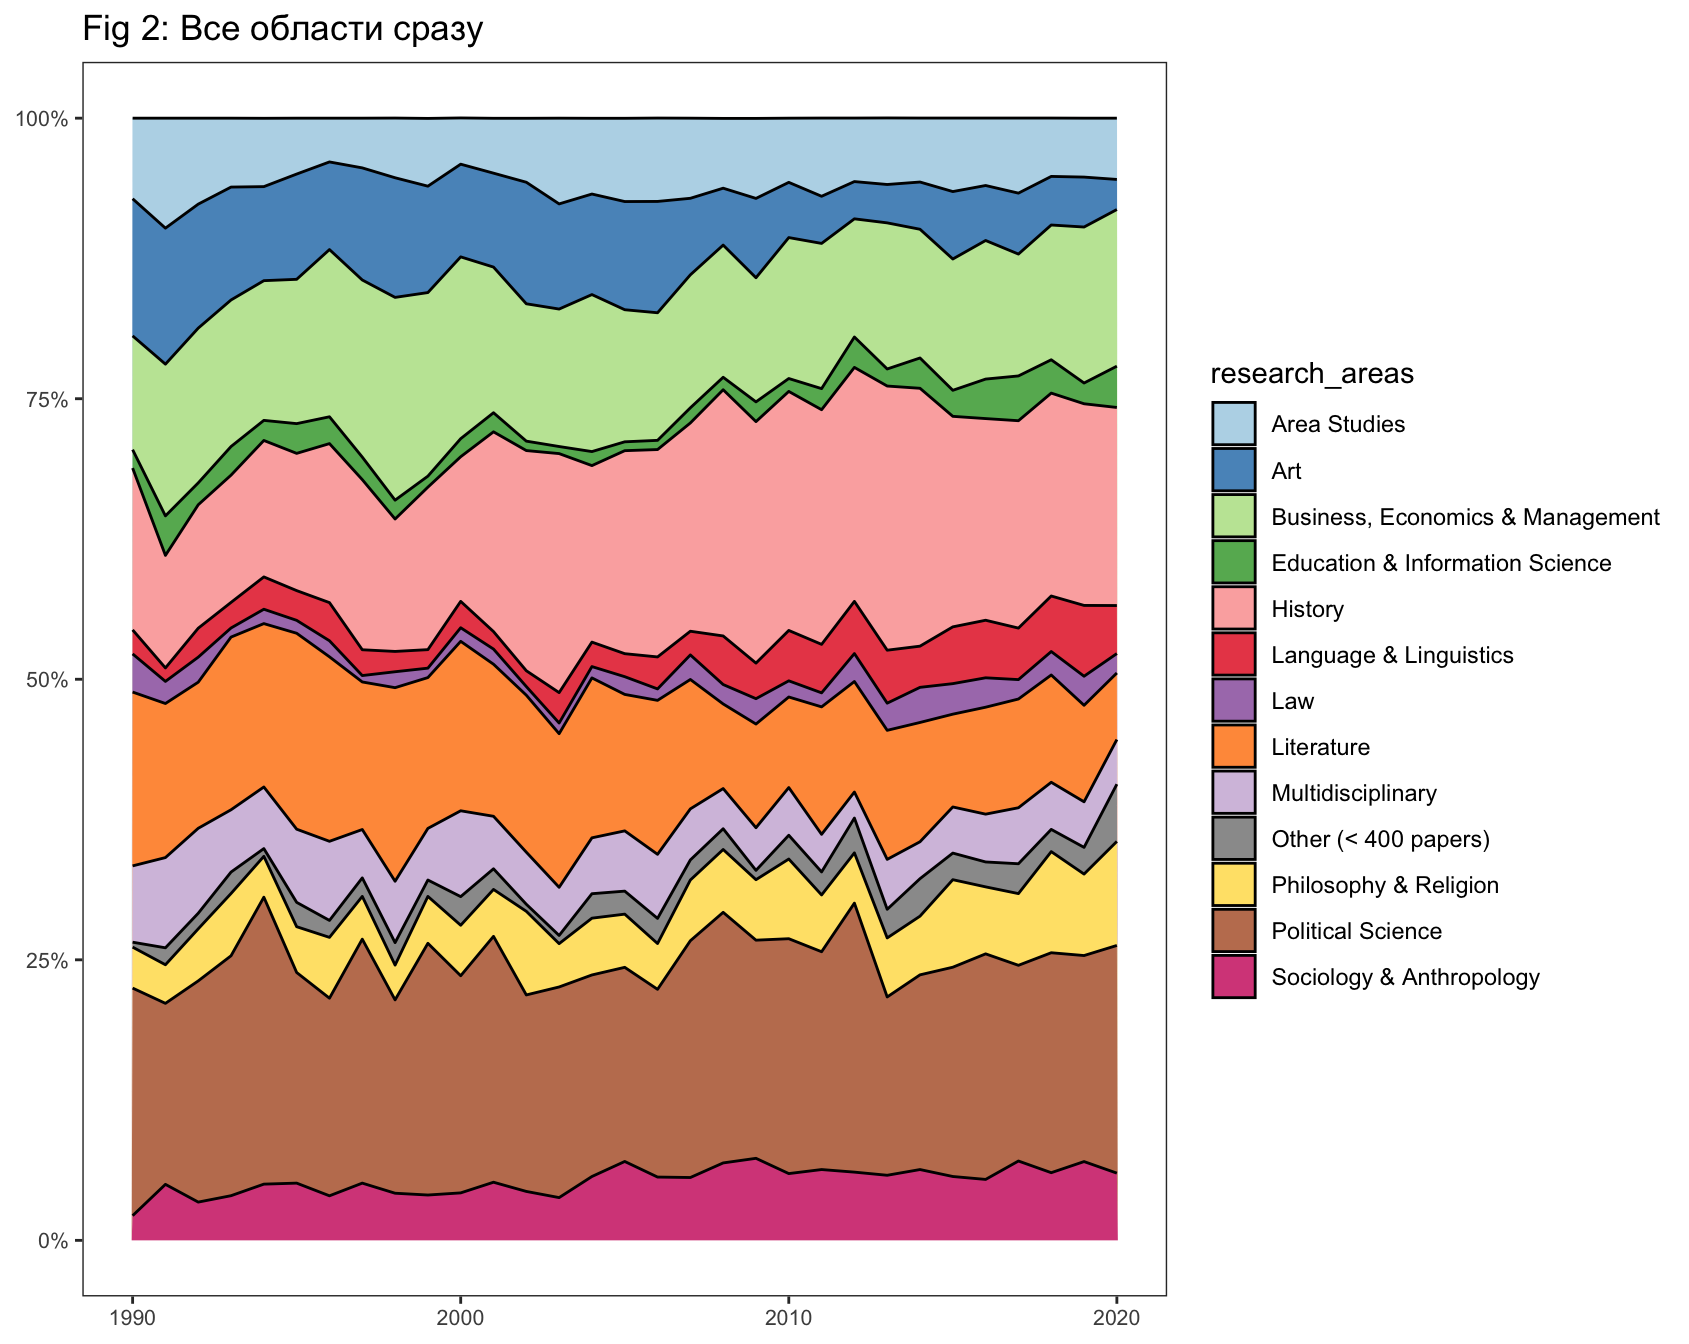 Fig 2: Все области сразу
100%
75%
50%
25%
0%
1990
2000
2010
2020
research_areas
Area Studies
Art
Business, Economics & Management
Education & Information Science
History
Language & Linguistics
Law
Literature
Multidisciplinary
Other (< 400 papers)
Philosophy & Religion
Political Science
Sociology & Anthropology